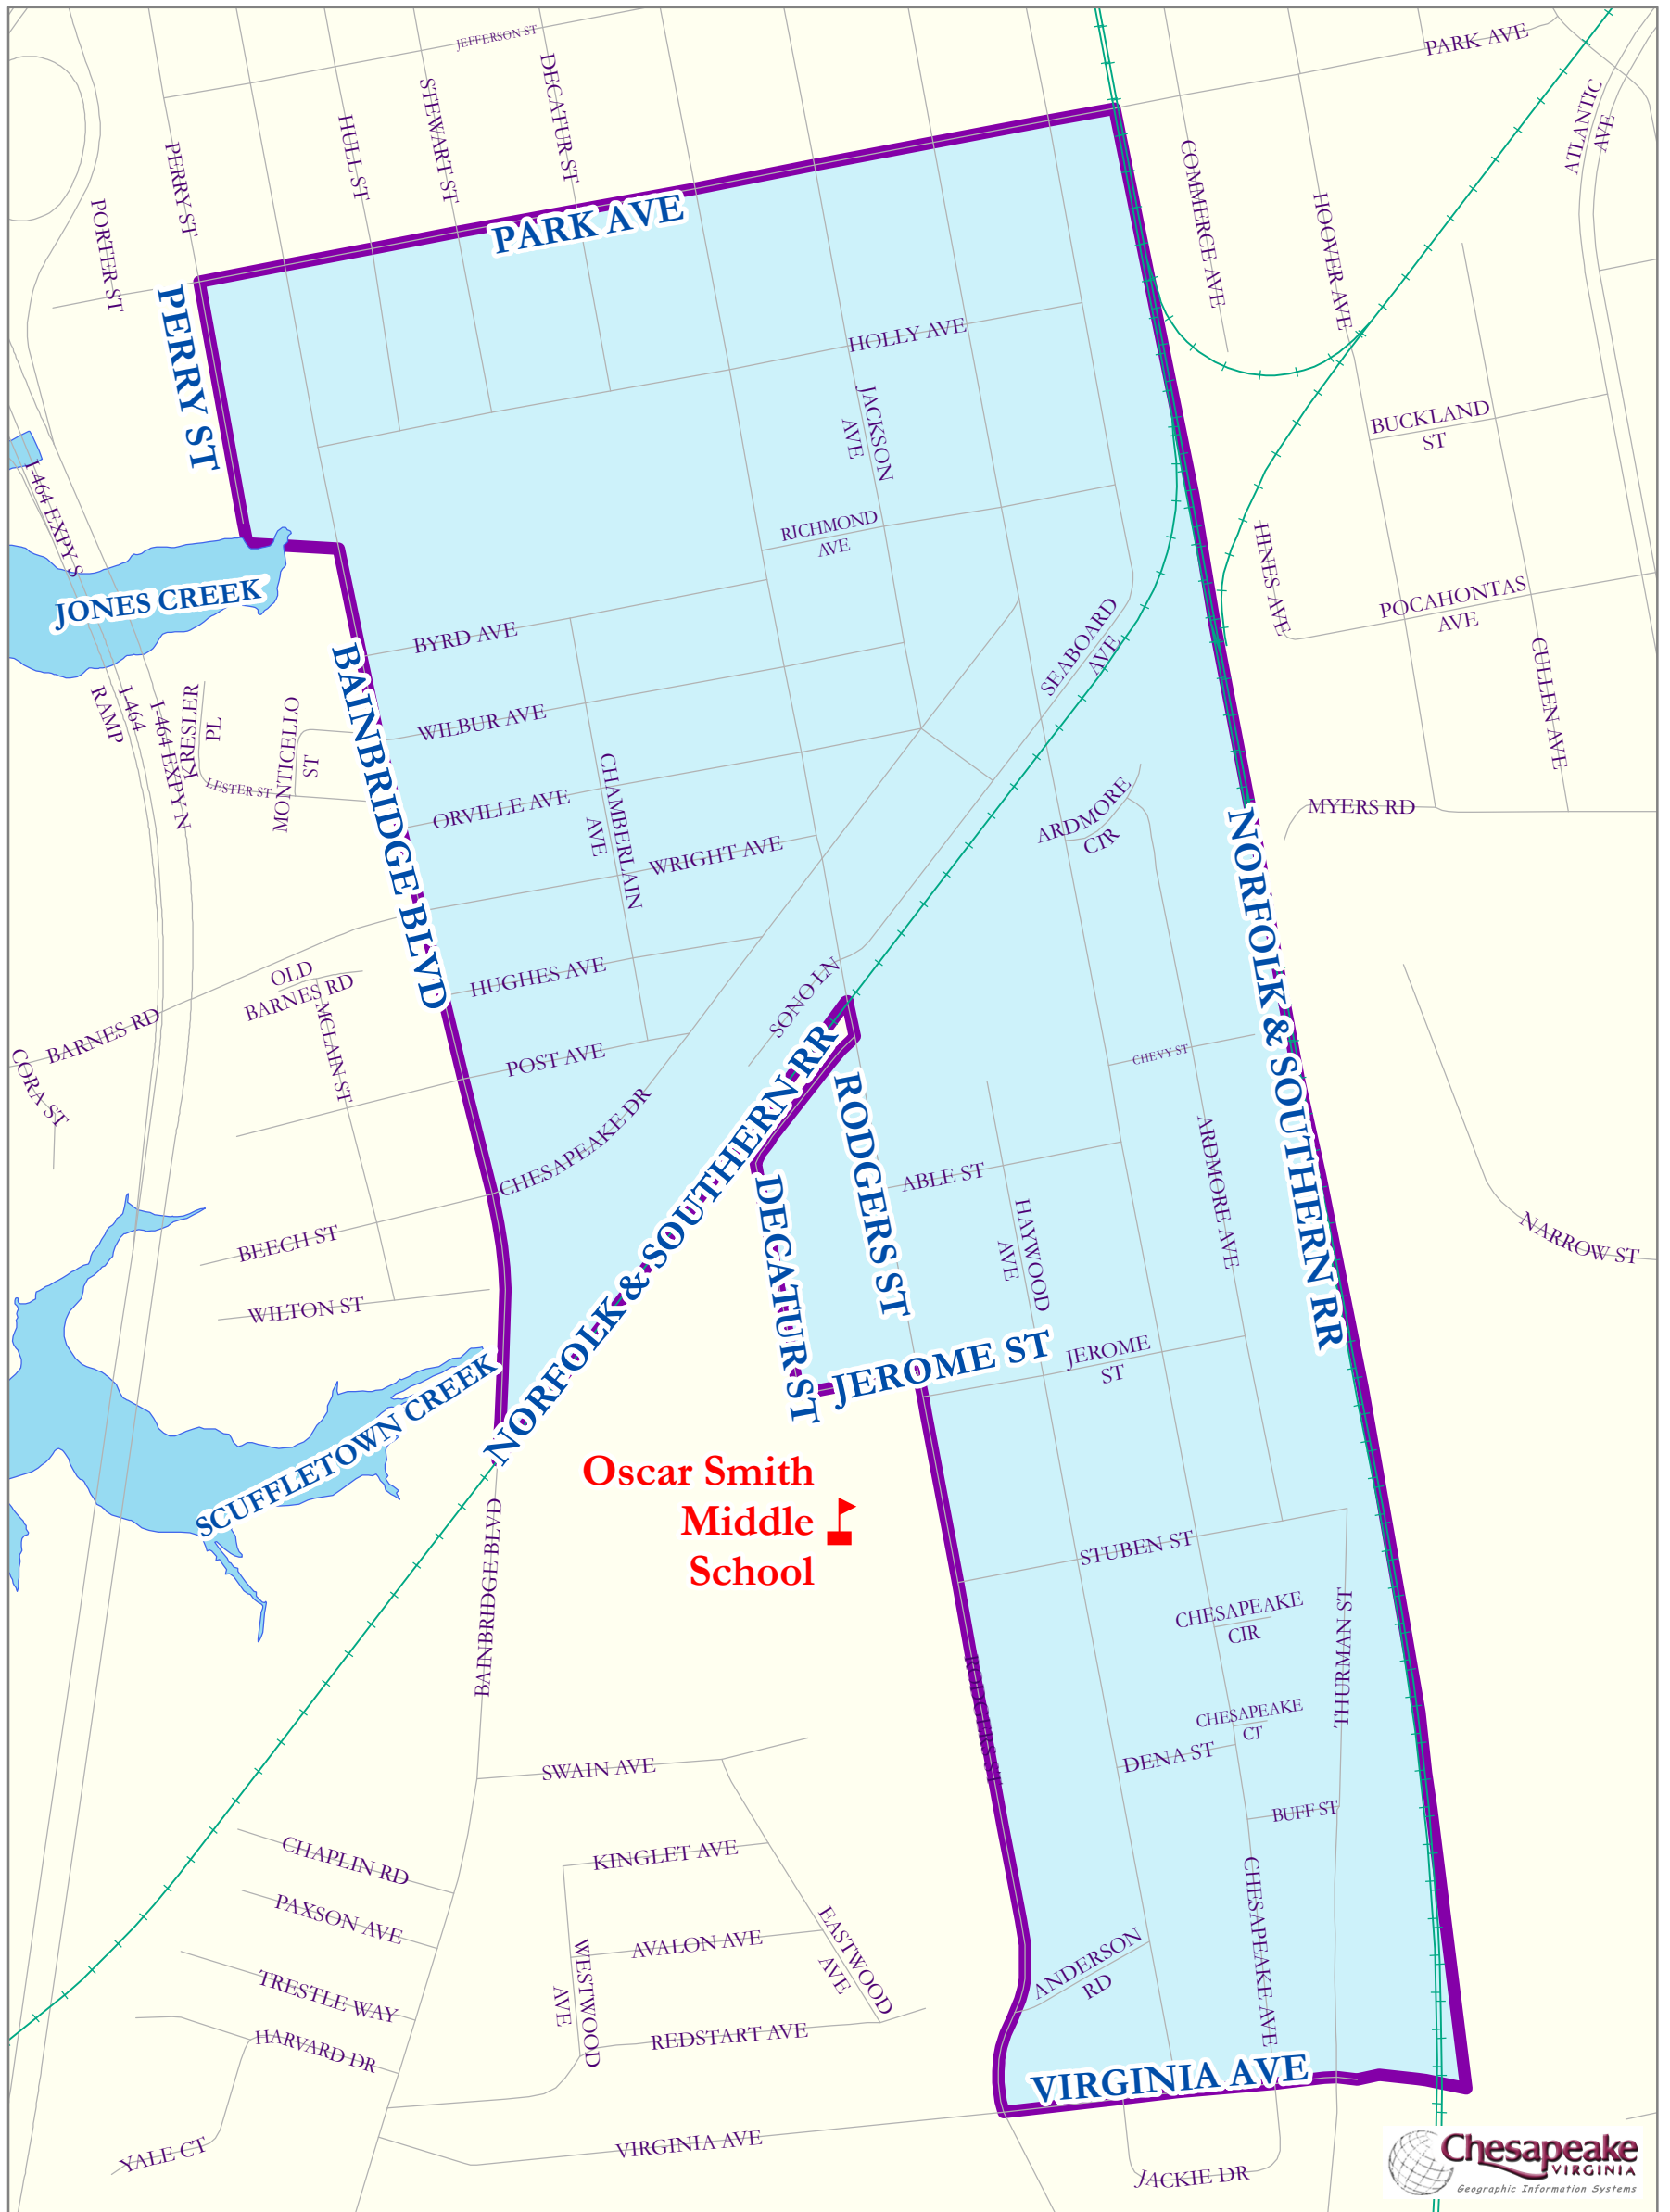 JEFFERSON ST
PARK AVE
DECATUR ST
STEWART ST
HULL ST
PERRY ST
PORTER ST
COMMERCE AVE
HOOVER AVE
ATLANTIC
AVE
PARK AVE
PERRY ST
HOLLY AVE
JACKSON
AVE
BUCKLAND
ST
I-464 EXPY S
RICHMOND
AVE
HINES AVE
JONES CREEK
BYRD AVE
SEABOARD
AVE
POCAHONTAS
AVE
CULLEN AVE
RAMP
I-464
I-464 EXPY N
KRESLER
PL
MONTICELLO
ST
LESTER ST
BAINBRIDGE BLVD
WILBUR AVE
CHAMBERLAIN
AVE
ORVILLE AVE
WRIGHT AVE
ARDMORE
CIR
MYERS RD
NORFOLK & SOUTHERN RR
OLD
BARNES RD
BARNES RD
MCLAIN ST
CORA ST
HUGHES AVE
SONO LN
POST AVE
CHEVY ST
CHESAPEAKE DR
NORFOLK & SOUTHERN RR
RODGERS ST
DECATUR ST
ABLE ST
HAYWOOD
AVE
ARDMORE AVE
NARROW ST
BEECH ST
WILTON ST
JEROME ST
JEROME
ST
SCUFFLETOWN CREEK
Oscar Smith
Middle
School
BAINBRIDGE BLVD
STUBEN ST
CHESAPEAKE
CIR
THURMAN ST
RODGERS ST
CHESAPEAKE
CT
DENA ST
BUFF ST
SWAIN AVE
CHAPLIN RD
KINGLET AVE
PAXSON AVE
AVALON AVE
WESTWOOD
AVE
EASTWOOD
AVE
CHESAPEAKE AVE
ANDERSON
RD
TRESTLE WAY
HARVARD DR
REDSTART AVE
VIRGINIA AVE
YALE CT
VIRGINIA AVE
JACKIE DR
Chesapeake
VIRGINIA
Geographic Information Systems